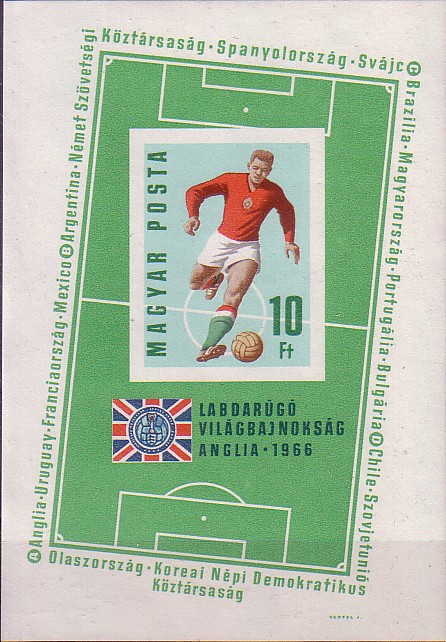 Ⓐ Anglia·Uruguay·Franciaország·Mexico Ⓑ Argentina·Német Szövetségi
Köztársaság·Spanyolország·Svájc Ⓒ
Brazília·Magyarország·Portugália·Bulgária Ⓓ Chile·Szovjetunió
Olaszország·Koreai Népi Demokratikus
Köztársaság
MAGYAR POSTA
10
Ft
LABDARÚGÓ
VILÁGBAJNOKSÁG
ANGLIA·1966
VERTEL J.